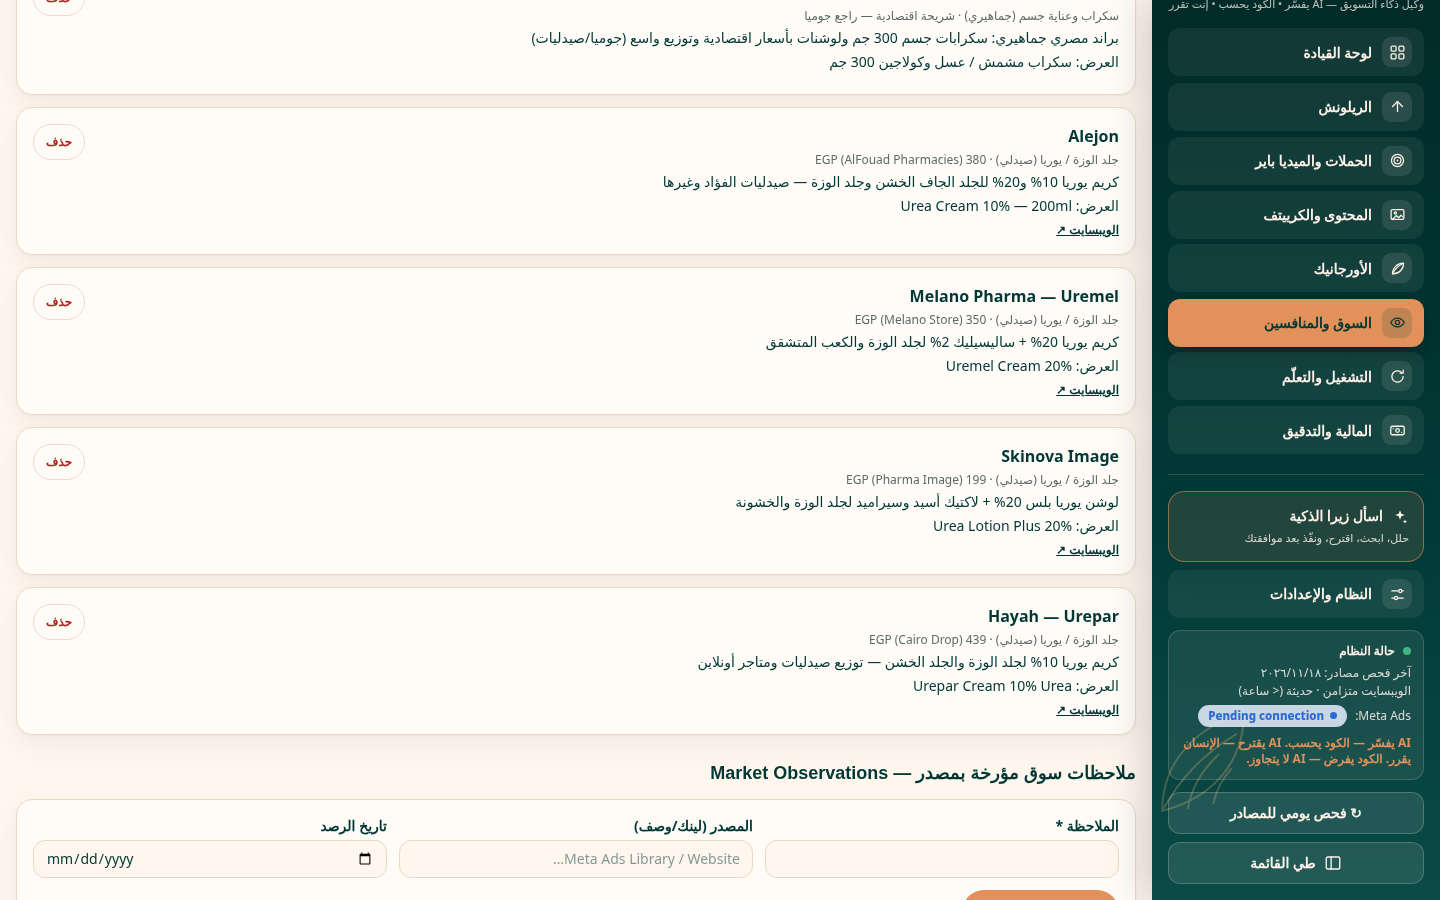 وكيل ذكاء التسويق — AI يفسّر • الكود يحسب • إنت تقرر
لوحة القيادة
الريلونش
الحملات والميديا باير
المحتوى والكرييتف
الأورجانيك
السوق والمنافسين
التشغيل والتعلّم
المالية والتدقيق
اسأل زيرا الذكية
حلل، ابحث، اقترح، ونفّذ بعد موافقتك
النظام والإعدادات
حالة النظام
آخر فحص مصادر: ٢٠٢٦/١١/١٨
الويبسايت متزامن · حديثة (< ساعة)
Meta Ads: Pending connection
AI يفسّر — الكود يحسب. AI يقترح — الإنسان
يقرر. الكود يفرض — AI لا يتجاوز.
↻ فحص يومي للمصادر
طي القائمة
سكراب وعناية جسم (جماهيري) · شريحة اقتصادية — راجع جوميا
براند مصري جماهيري: سكرابات جسم 300 جم ولوشنات بأسعار اقتصادية وتوزيع واسع (جوميا/صيدليات)
العرض: سكراب مشمش / عسل وكولاجين 300 جم
Alejon
حذف
جلد الوزة / يوريا (صيدلي) · 380 EGP (AlFouad Pharmacies)
كريم يوريا 10% و20% للجلد الجاف الخشن وجلد الوزة — صيدليات الفؤاد وغيرها
العرض: Urea Cream 10% — 200ml
الويبسايت ↗
Melano Pharma — Uremel
حذف
جلد الوزة / يوريا (صيدلي) · 350 EGP (Melano Store)
كريم يوريا 20% + ساليسيليك 2% لجلد الوزة والكعب المتشقق
العرض: Uremel Cream 20%
الويبسايت ↗
Skinova Image
حذف
جلد الوزة / يوريا (صيدلي) · 199 EGP (Pharma Image)
لوشن يوريا بلس 20% + لاكتيك أسيد وسيراميد لجلد الوزة والخشونة
العرض: Urea Lotion Plus 20%
الويبسايت ↗
Hayah — Urepar
حذف
جلد الوزة / يوريا (صيدلي) · 439 EGP (Cairo Drop)
كريم يوريا 10% لجلد الوزة والجلد الخشن — توزيع صيدليات ومتاجر أونلاين
العرض: Urepar Cream 10% Urea
الويبسايت ↗
ملاحظات سوق مؤرخة بمصدر — Market Observations
الملاحظة *
المصدر (لينك/وصف)
تاريخ الرصد
Meta Ads Library / Website...
mm/dd/yyyy